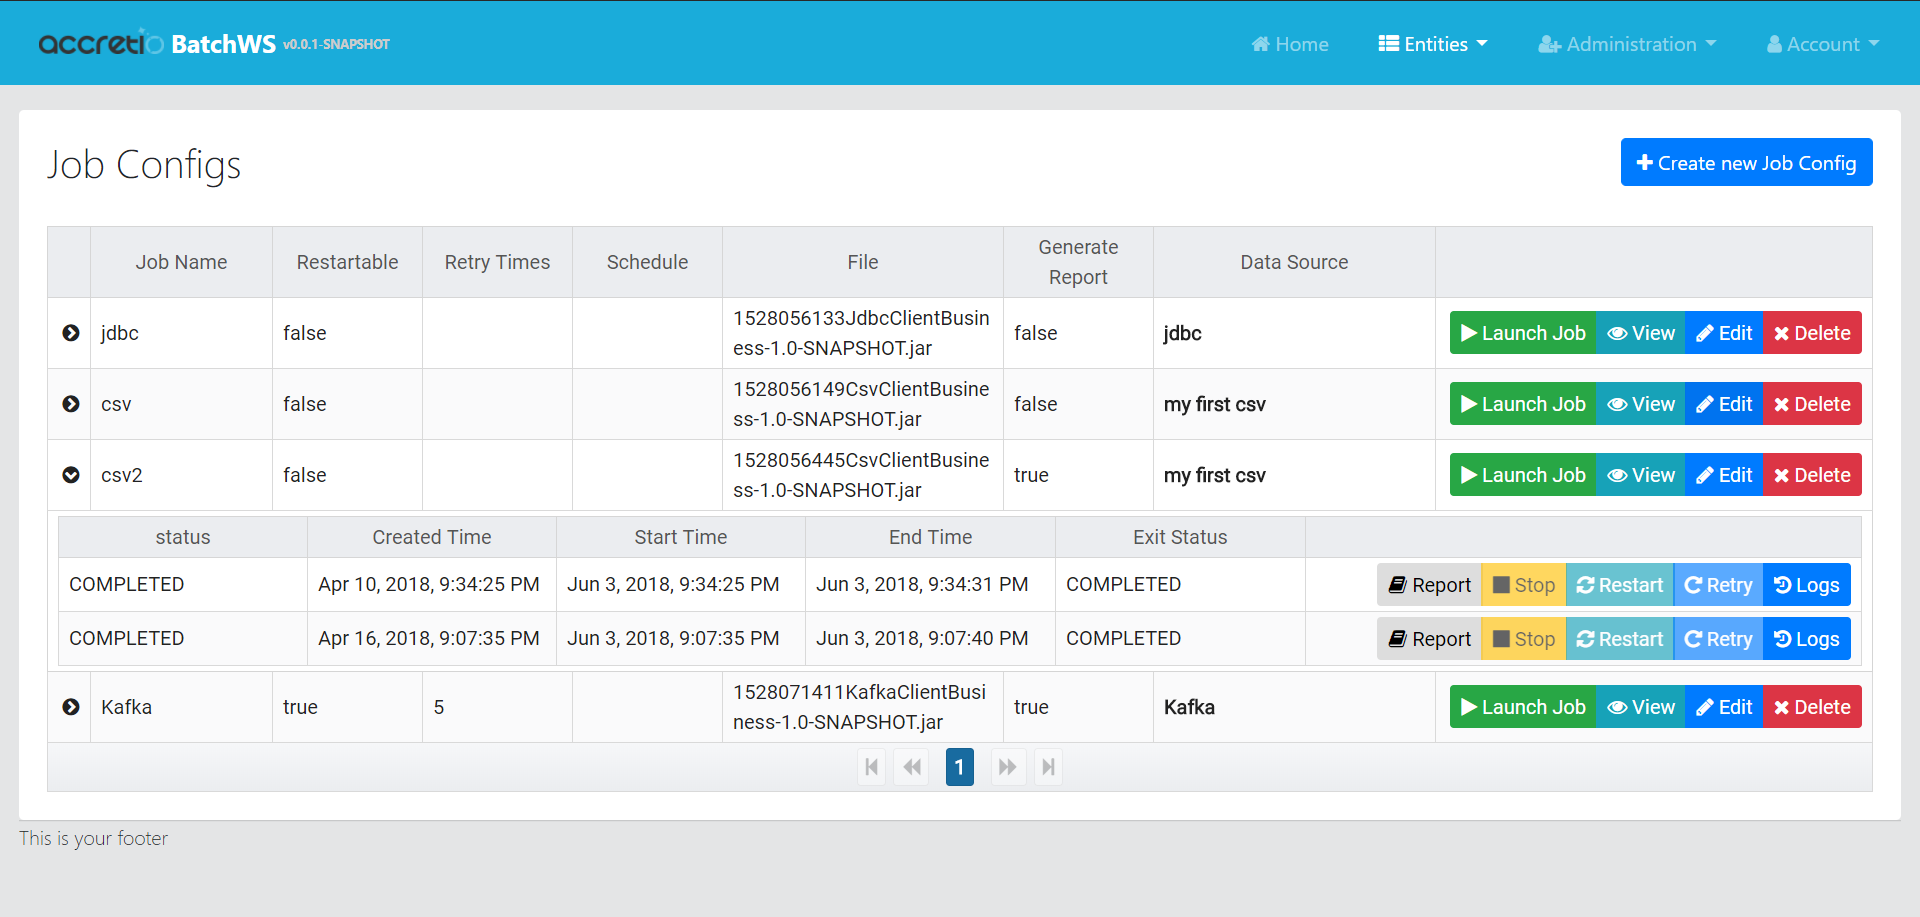 accretio BatchWS v0.0.1-SNAPSHOT Home Entities Administration Account
Job Configs
Create new Job Config
Job Name Restartable Retry Times Schedule File Generate Report Data Source
jdbc false 1528056133JdbcClientBusin false jdbc Launch Job View Edit Delete
ess-1.0-SNAPSHOT.jar
csv false 1528056149CsvClientBusine false my first csv Launch Job View Edit Delete
ss-1.0-SNAPSHOT.jar
csv2 false 1528056445CsvClientBusine true my first csv Launch Job View Edit Delete
ss-1.0-SNAPSHOT.jar
status Created Time Start Time End Time Exit Status
COMPLETED Apr 10, 2018, 9:34:25 PM Jun 3, 2018, 9:34:25 PM Jun 3, 2018, 9:34:31 PM COMPLETED Report Stop Restart Retry Logs
COMPLETED Apr 16, 2018, 9:07:35 PM Jun 3, 2018, 9:07:35 PM Jun 3, 2018, 9:07:40 PM COMPLETED Report Stop Restart Retry Logs
Kafka true 5 1528071411KafkaClientBusi true Kafka Launch Job View Edit Delete
ness-1.0-SNAPSHOT.jar
1
This is your footer